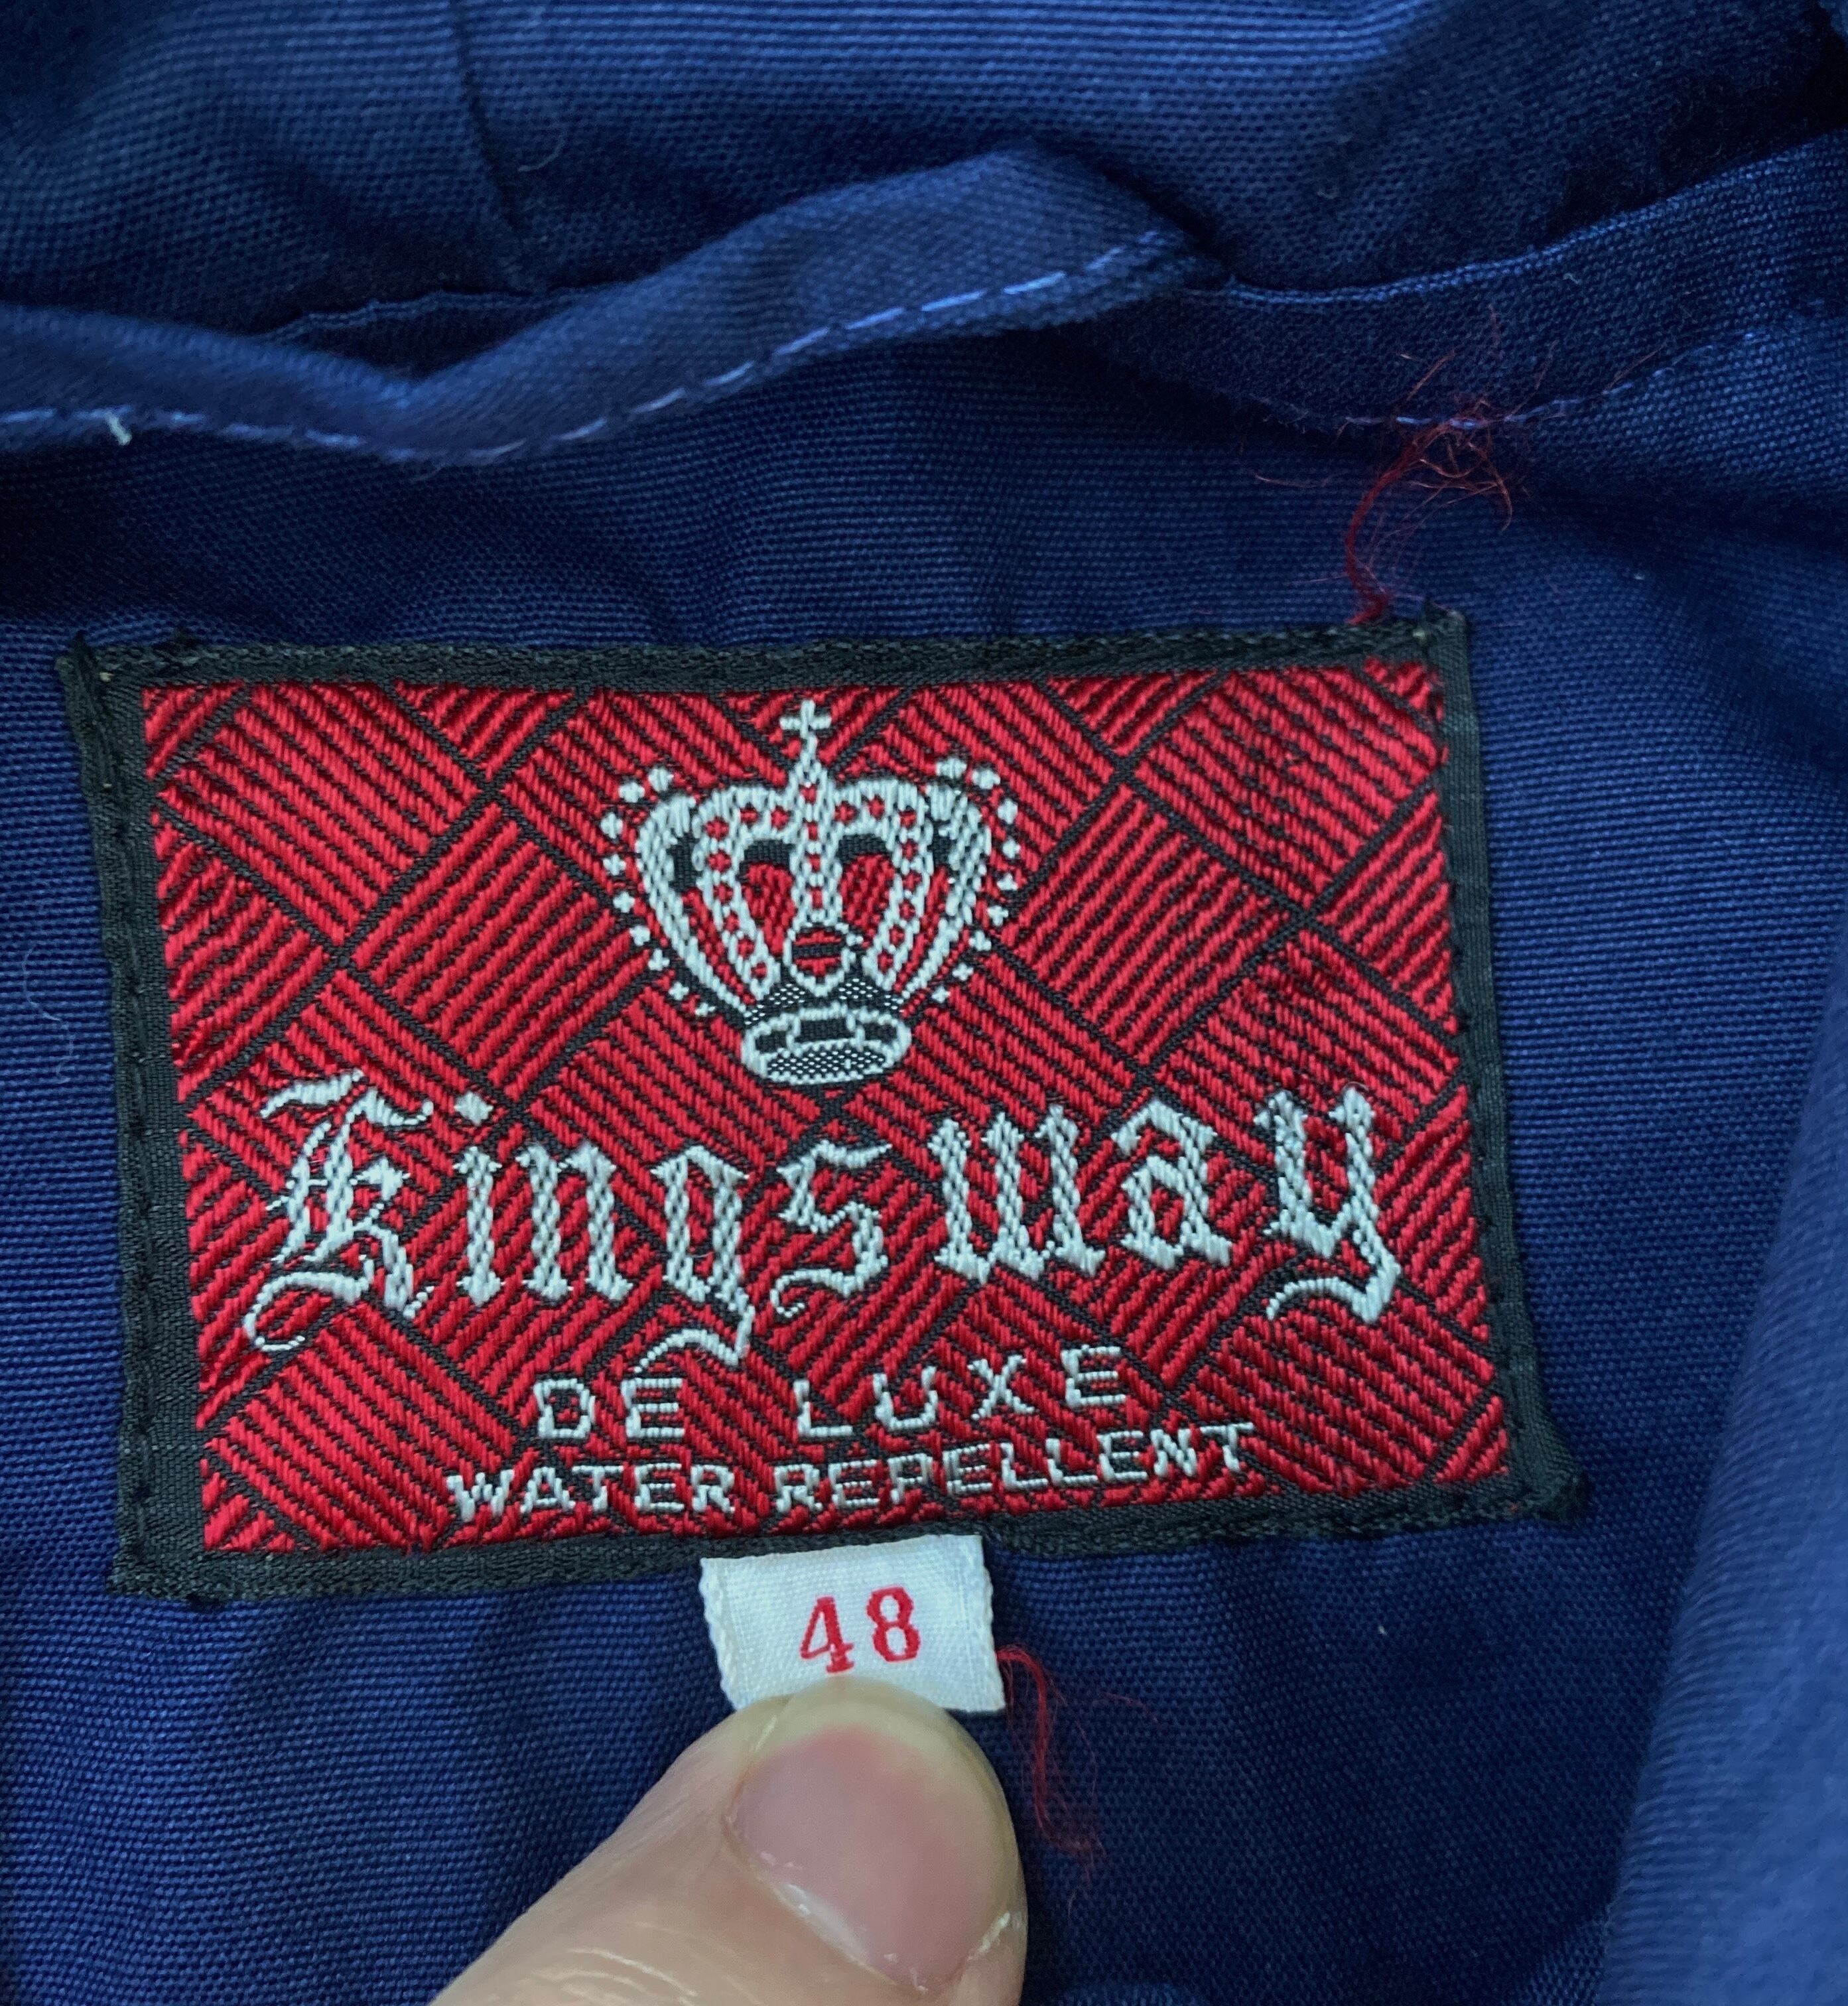 Kingsway
DE LUXE
WATER REPELLENT
48